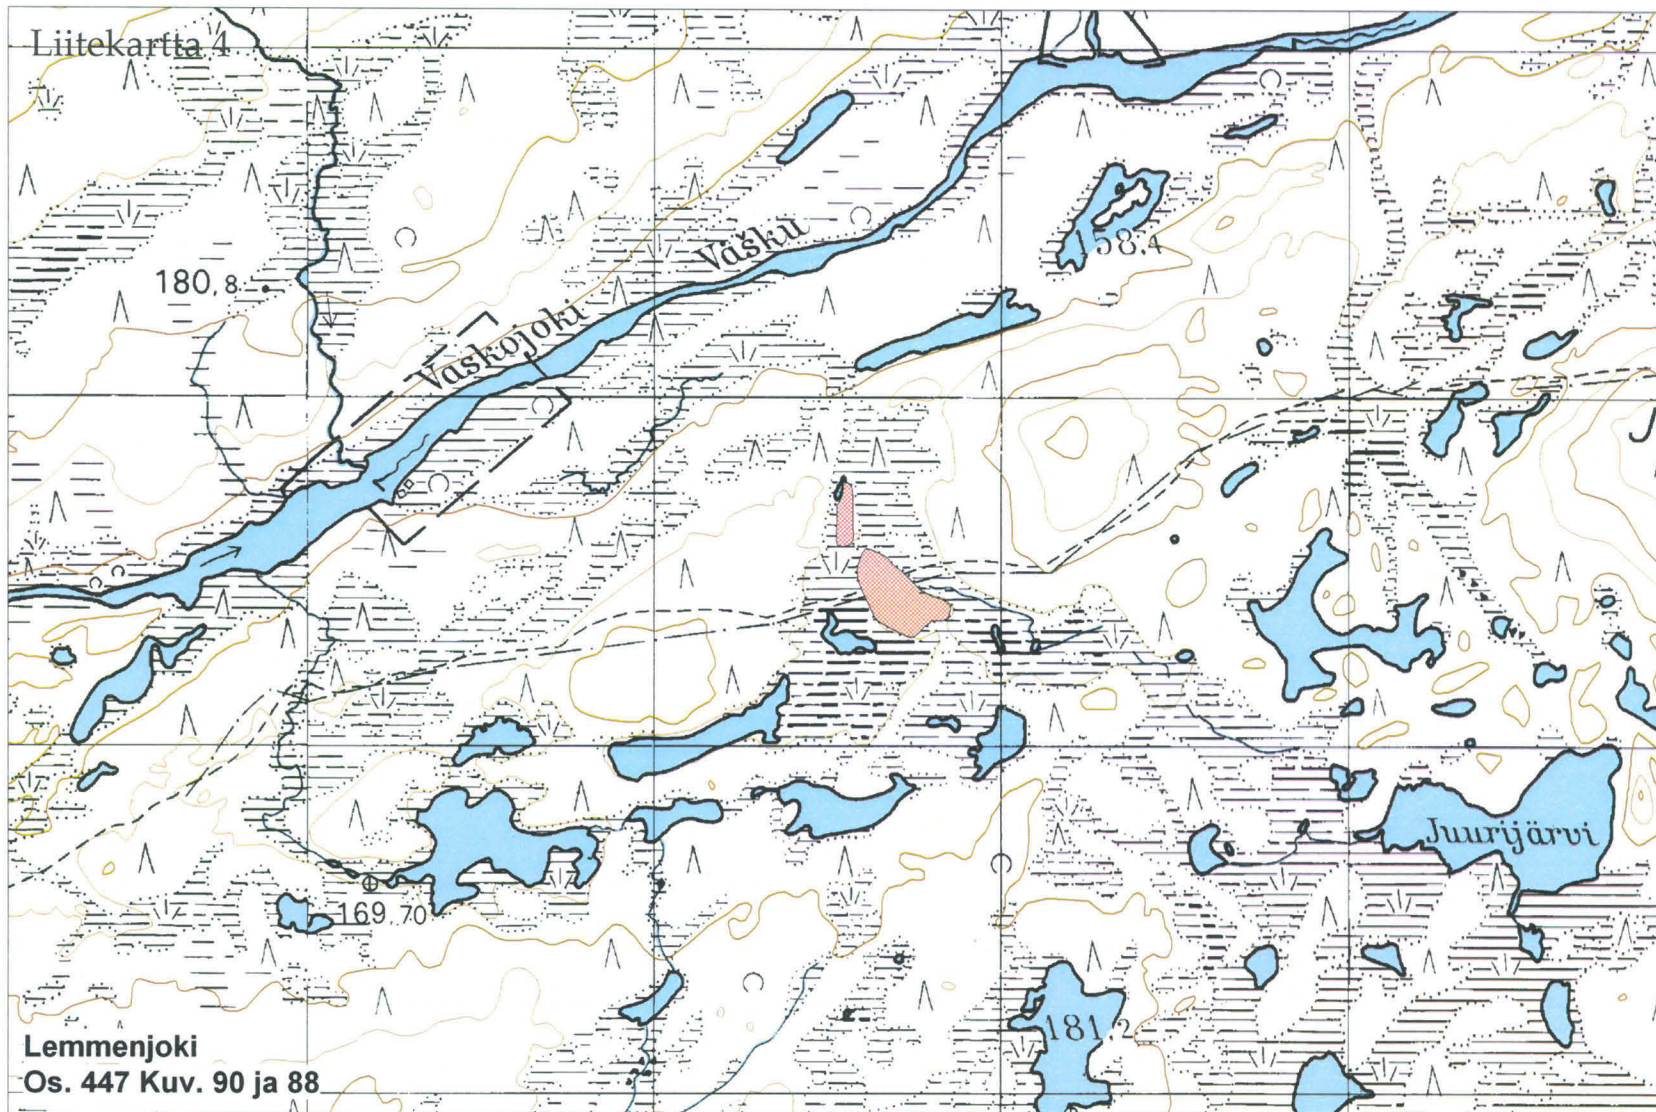 Liitekartta 4
Vašku
158,4
180,8
Vaskojoki
Juurijärvi
169,70
181,2
Lemmenjoki
Os. 447 Kuv. 90 ja 88